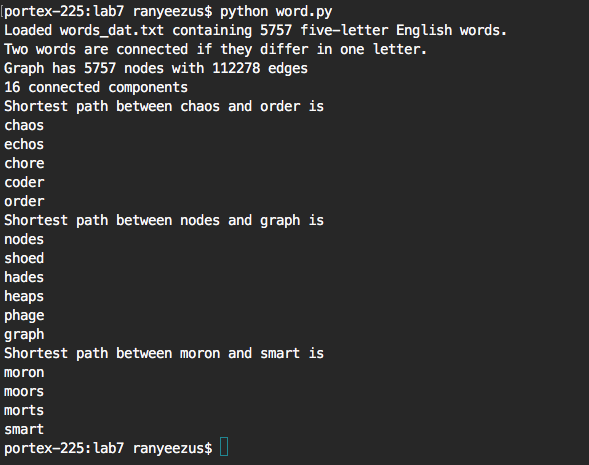 [portex-225:lab7 ranyeezus$ python word.py
Loaded words_dat.txt containing 5757 five-letter English words.
Two words are connected if they differ in one letter.
Graph has 5757 nodes with 112278 edges
16 connected components
Shortest path between chaos and order is
chaos
echos
chore
coder
order
Shortest path between nodes and graph is
nodes
shoed
hades
heaps
phage
graph
Shortest path between moron and smart is
moron
moors
morts
smart
portex-225:lab7 ranyeezus$